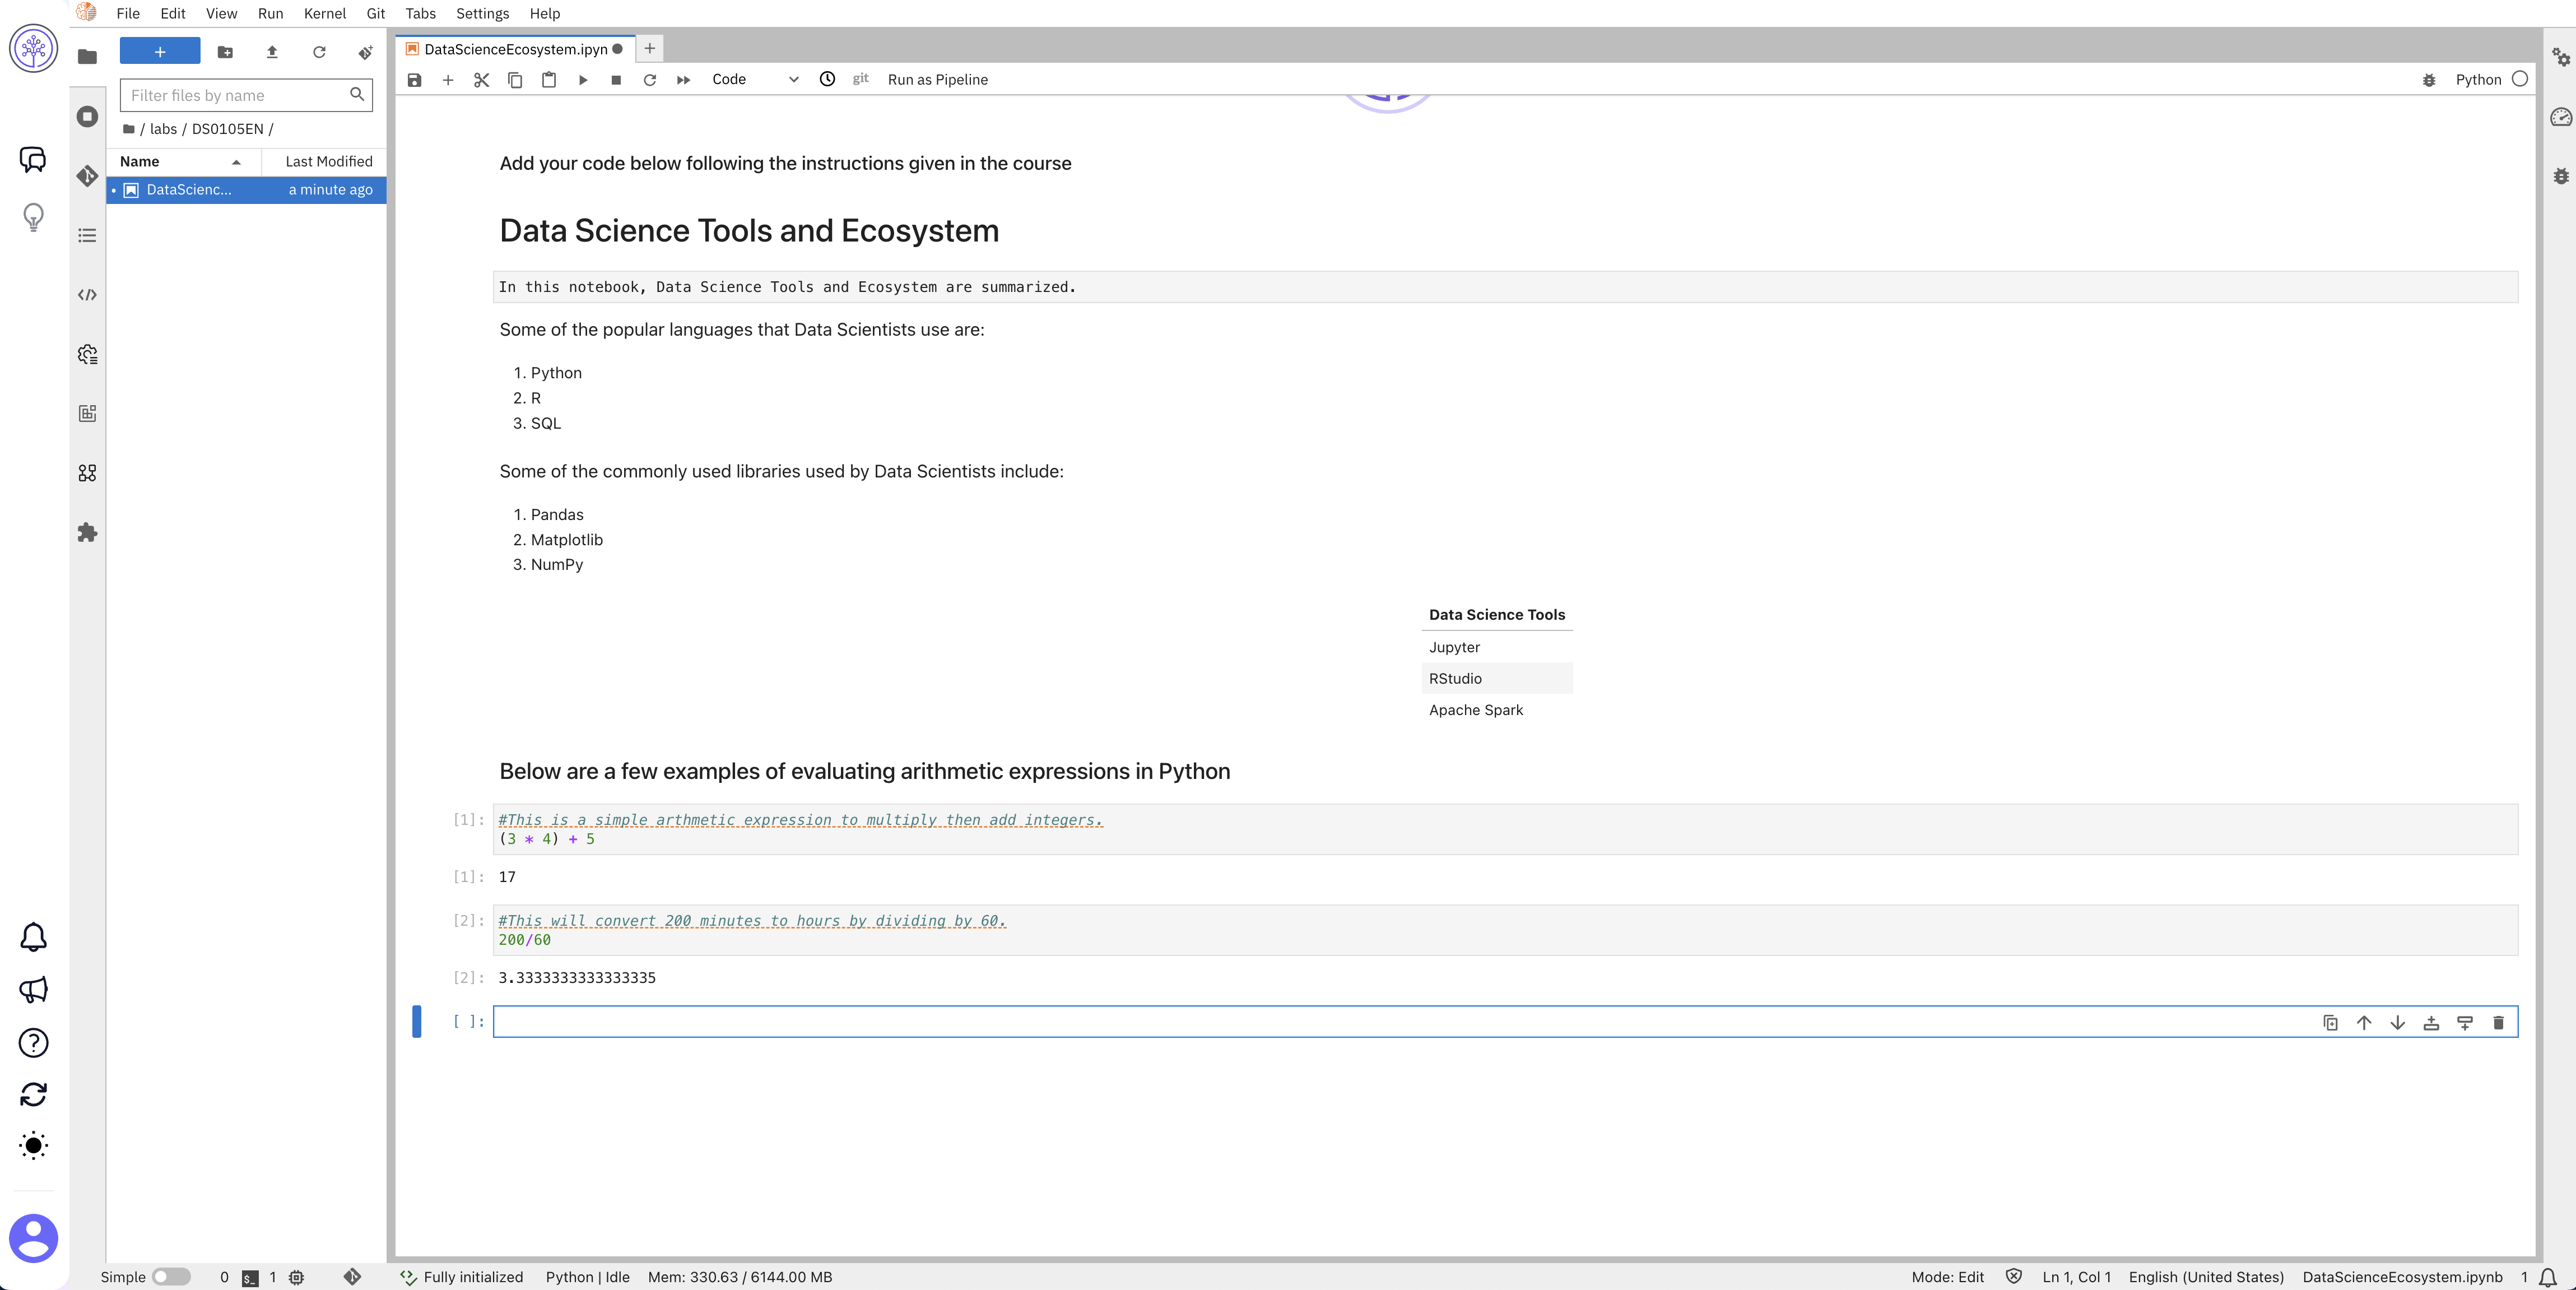 File Edit View Run Kernel Git Tabs Settings Help
+
DataScienceEcosystem.ipyn
+
Code
git
Run as Pipeline
Python
Filter files by name
/ labs / DS0105EN /
Name Last Modified
DataScienc... a minute ago
Add your code below following the instructions given in the course
Data Science Tools and Ecosystem
In this notebook, Data Science Tools and Ecosystem are summarized.
Some of the popular languages that Data Scientists use are:
1. Python
2. R
3. SQL
Some of the commonly used libraries used by Data Scientists include:
1. Pandas
2. Matplotlib
3. NumPy
Data Science Tools
Jupyter
RStudio
Apache Spark
Below are a few examples of evaluating arithmetic expressions in Python
[1]: #This is a simple arthmetic expression to multiply then add integers.
(3 * 4) + 5
[1]: 17
[2]: #This will convert 200 minutes to hours by dividing by 60.
200/60
[2]: 3.3333333333333335
[ ]:
Simple 0 $_ 1 Fully initialized Python | Idle Mem: 330.63 / 6144.00 MB Mode: Edit Ln 1, Col 1 English (United States) DataScienceEcosystem.ipynb 1